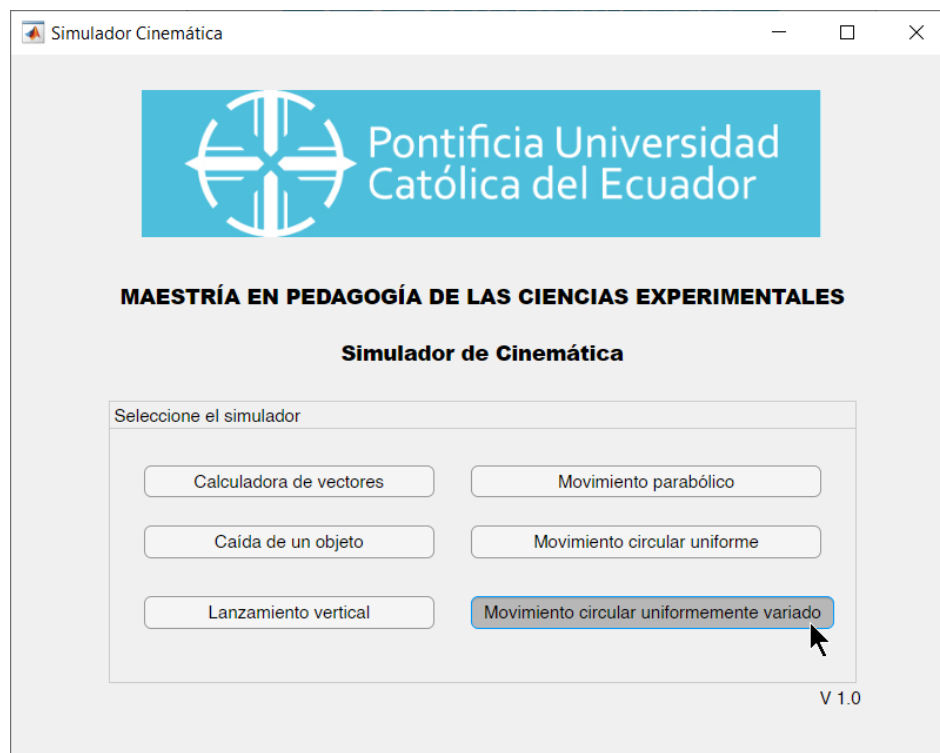 Simulador Cinemática
Pontificia Universidad
Católica del Ecuador
MAESTRÍA EN PEDAGOGÍA DE LAS CIENCIAS EXPERIMENTALES
Simulador de Cinemática
Seleccione el simulador
Calculadora de vectores
Movimiento parabólico
Caída de un objeto
Movimiento circular uniforme
Lanzamiento vertical
Movimiento circular uniformemente variado
V 1.0